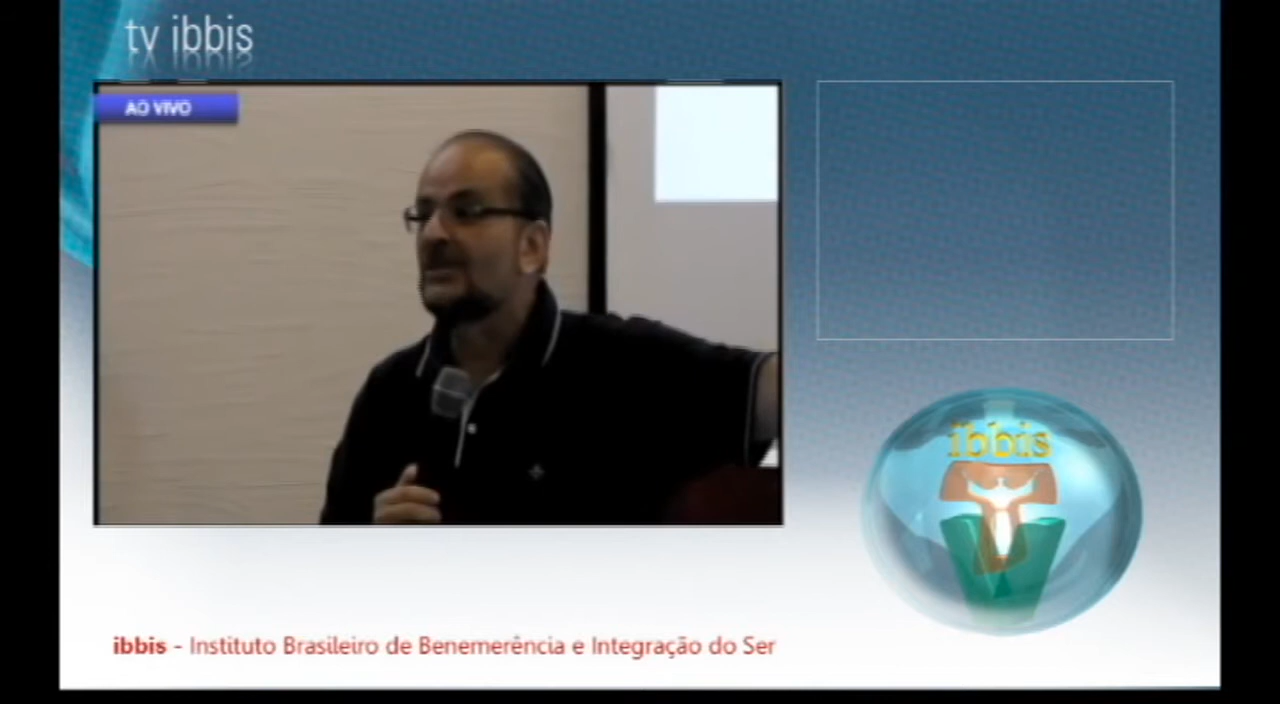 tv ibbis
AO VIVO
ibbis
ibbis - Instituto Brasileiro de Benemerência e Integração do Ser